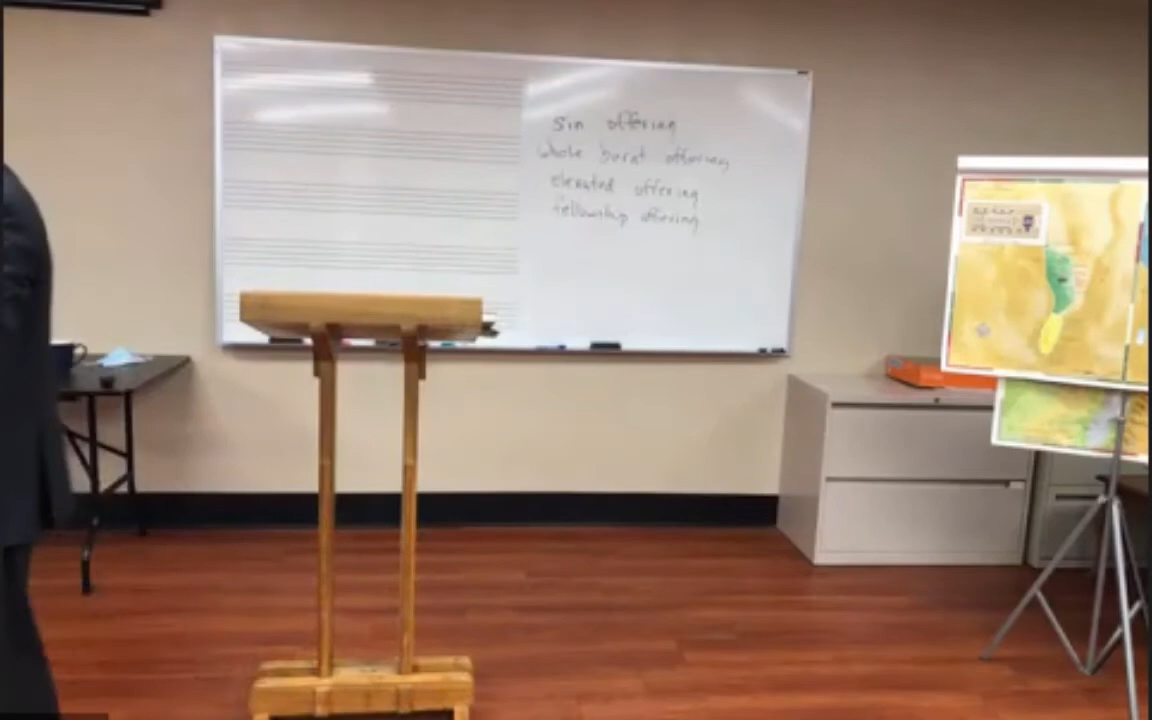 Sin offering
whole burnt offering
elevated offering
fellowship offering